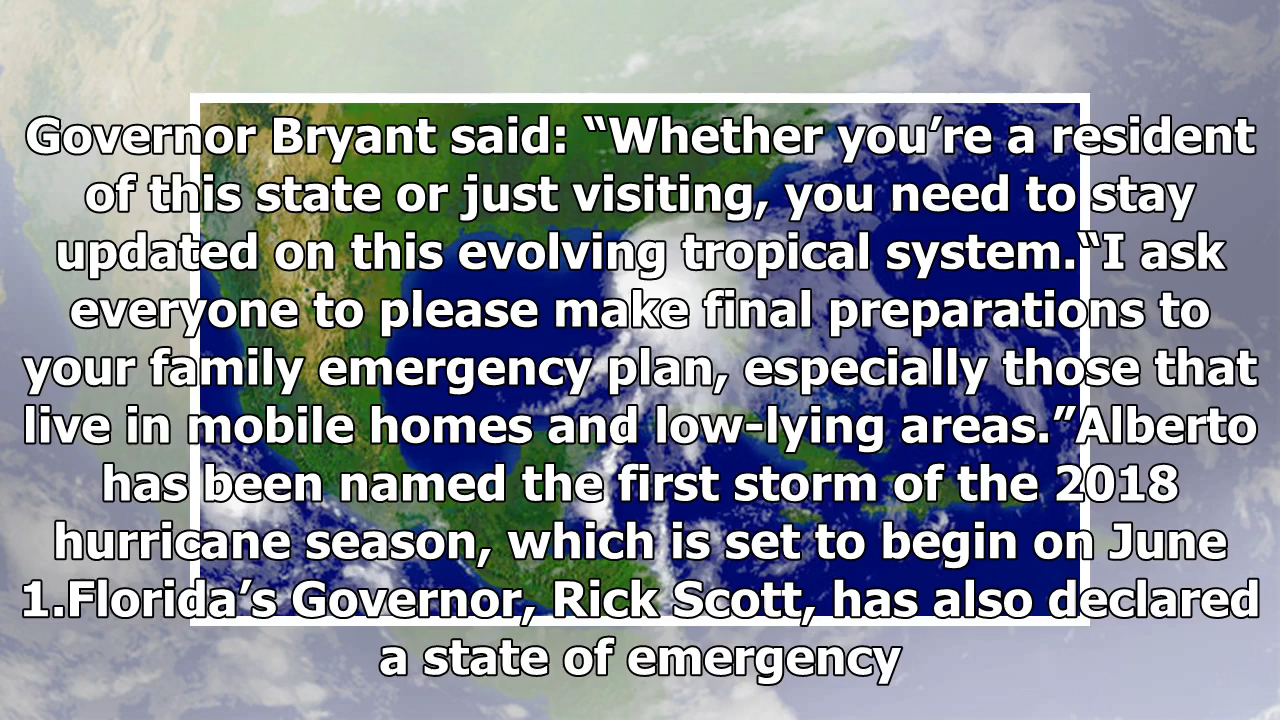 Governor Bryant said: “Whether you’re a resident
of this state or just visiting, you need to stay
updated on this evolving tropical system.“I ask
everyone to please make final preparations to
your family emergency plan, especially those that
live in mobile homes and low-lying areas.”Alberto
has been named the first storm of the 2018
hurricane season, which is set to begin on June
1.Florida’s Governor, Rick Scott, has also declared
a state of emergency